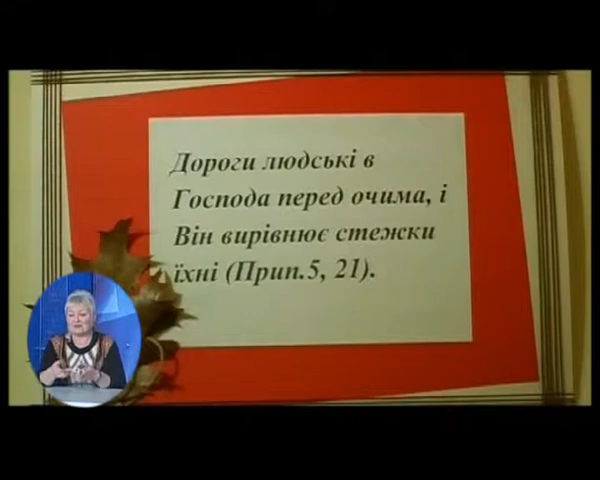 Дороги людські в
Господа перед очима, і
Він вирівнює стежки
їхні (Прип.5, 21).